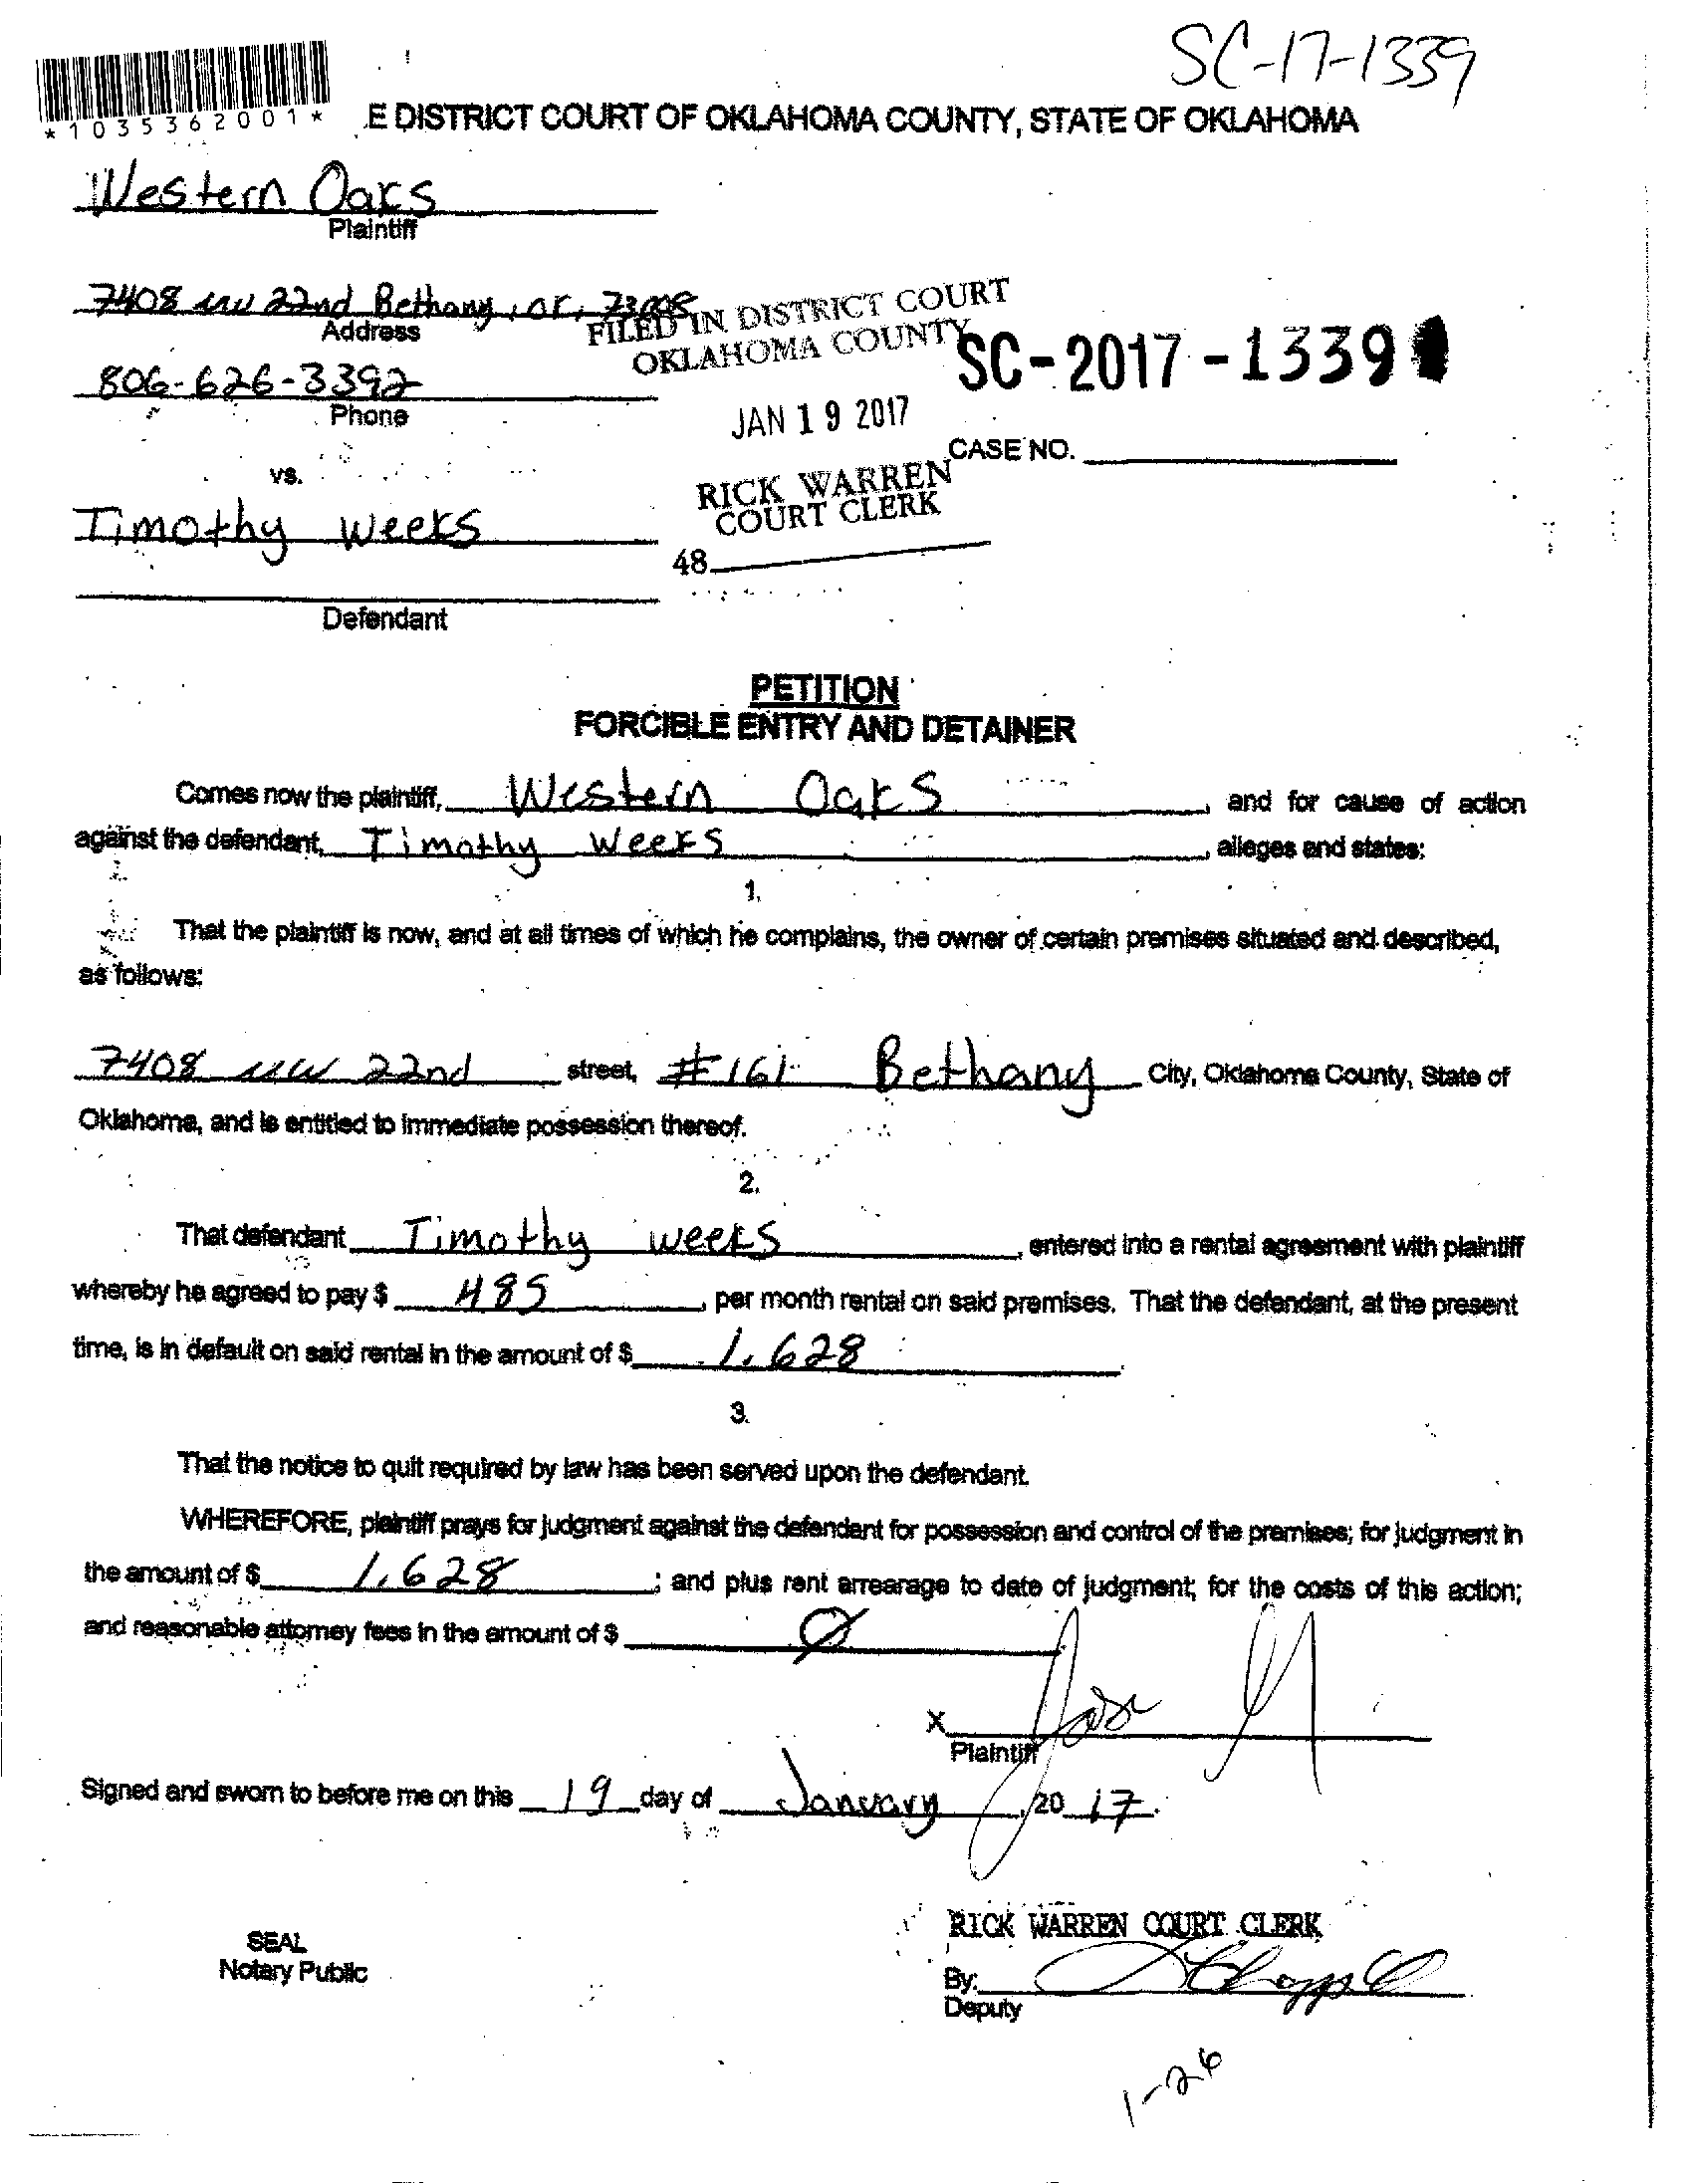 SC-17-1339
*1035362001*
E DISTRICT COURT OF OKLAHOMA COUNTY, STATE OF OKLAHOMA
Western Oaks
Plaintiff
7408 NW 22nd Bethany, OK, 73008
Address
FILED IN DISTRICT COURT
OKLAHOMA COUNTY
SC-2017-1339
806-626-3392
Phone
JAN 19 2017
CASE NO.
vs.
RICK WARREN
COURT CLERK
Timothy Weeks
48
Defendant
PETITION
FORCIBLE ENTRY AND DETAINER
Comes now the plaintiff, Western Oaks, and for cause of action
against the defendant, Timothy Weeks, alleges and states:
1.
That the plaintiff is now, and at all times of which he complains, the owner of certain premises situated and described,
as follows:
7408 NW 22nd street, #161 Bethany City, Oklahoma County, State of
Oklahoma, and is entitled to immediate possession thereof.
2.
That defendant Timothy Weeks, entered into a rental agreement with plaintiff
whereby he agreed to pay $ 485, per month rental on said premises. That the defendant, at the present
time, is in default on said rental in the amount of $ 1,628.
3.
That the notice to quit required by law has been served upon the defendant.
WHEREFORE, plaintiff prays for judgment against the defendant for possession and control of the premises; for judgment in
the amount of $ 1,628; and plus rent arrearage to date of judgment; for the costs of this action;
and reasonable attorney fees in the amount of $ Ø
X
Plaintiff
Signed and sworn to before me on this 19 day of January, 2017.
RICK WARREN COURT CLERK
SEAL
Notary Public
By:
Deputy
1-26